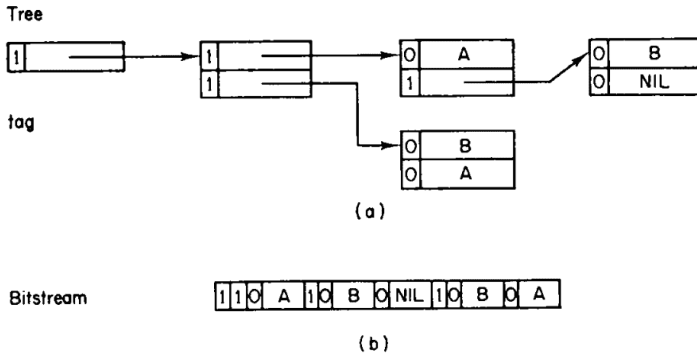 Tree
1 1 0 A 0 B
1 1 0 NIL
tag
0 B
0 A
(a)
Bitstream 1 1 0 A 1 0 B 0 NIL 1 0 B 0 A
(b)